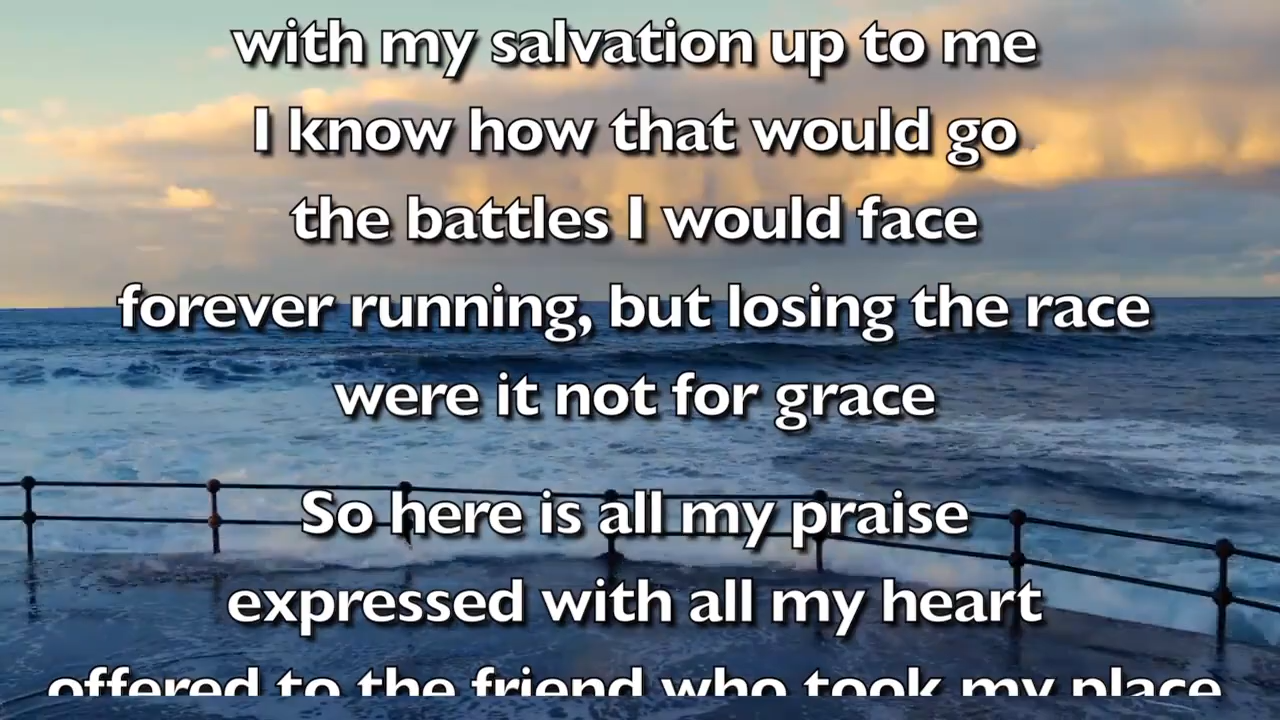 with my salvation up to me
I know how that would go
the battles I would face
forever running, but losing the race
were it not for grace
So here is all my praise
expressed with all my heart
offered to the friend who took my place